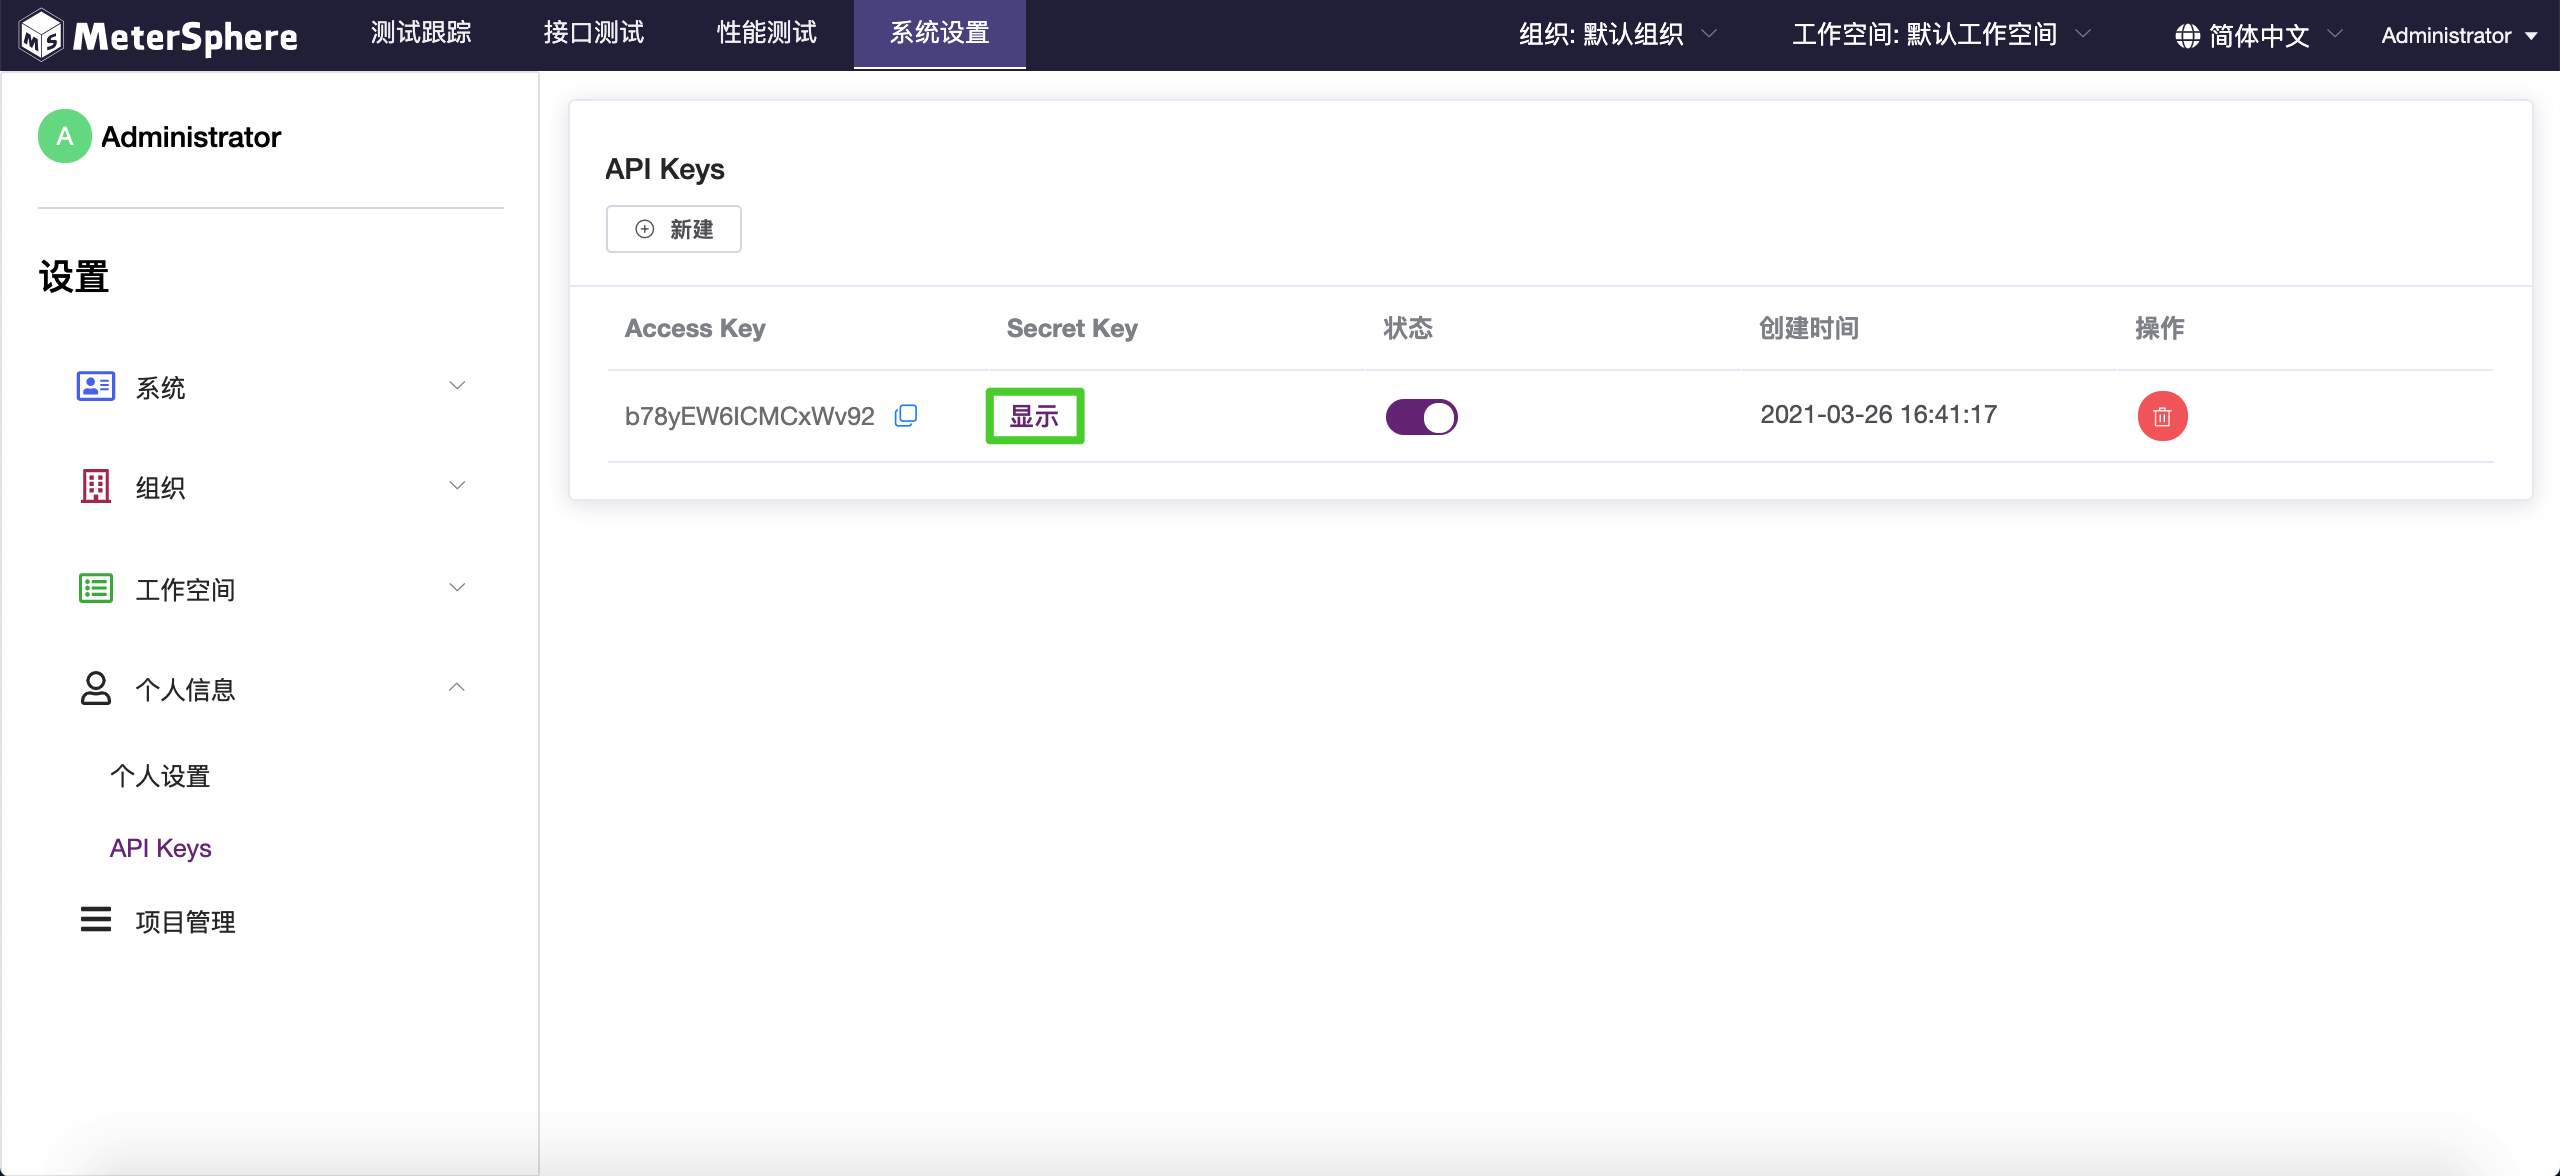 MeterSphere 测试跟踪 接口测试 性能测试 系统设置 组织: 默认组织 工作空间: 默认工作空间 简体中文 Administrator
A Administrator
设置
系统
组织
工作空间
个人信息
个人设置
API Keys
项目管理
API Keys
新建
Access Key Secret Key 状态 创建时间 操作
b78yEW6ICMCxWv92 显示 2021-03-26 16:41:17